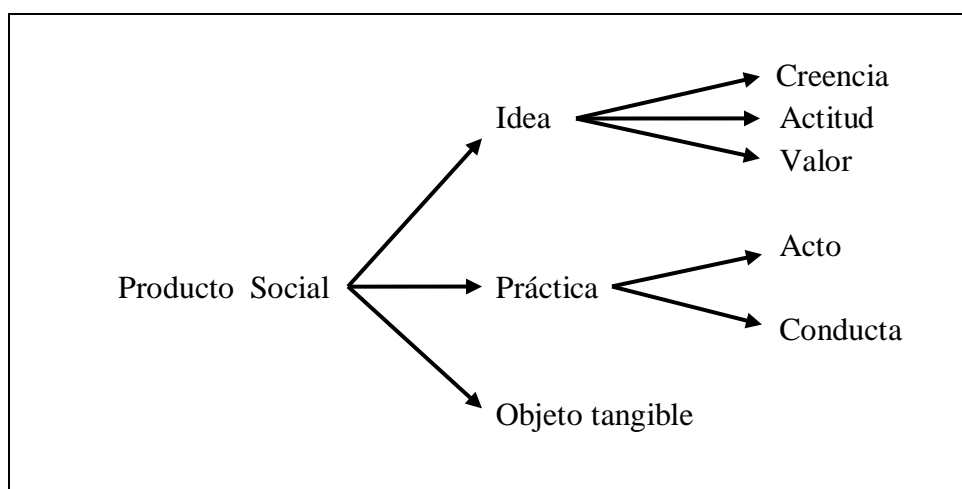 Creencia
Idea
Actitud
Valor
Acto
Producto Social
Práctica
Conducta
Objeto tangible